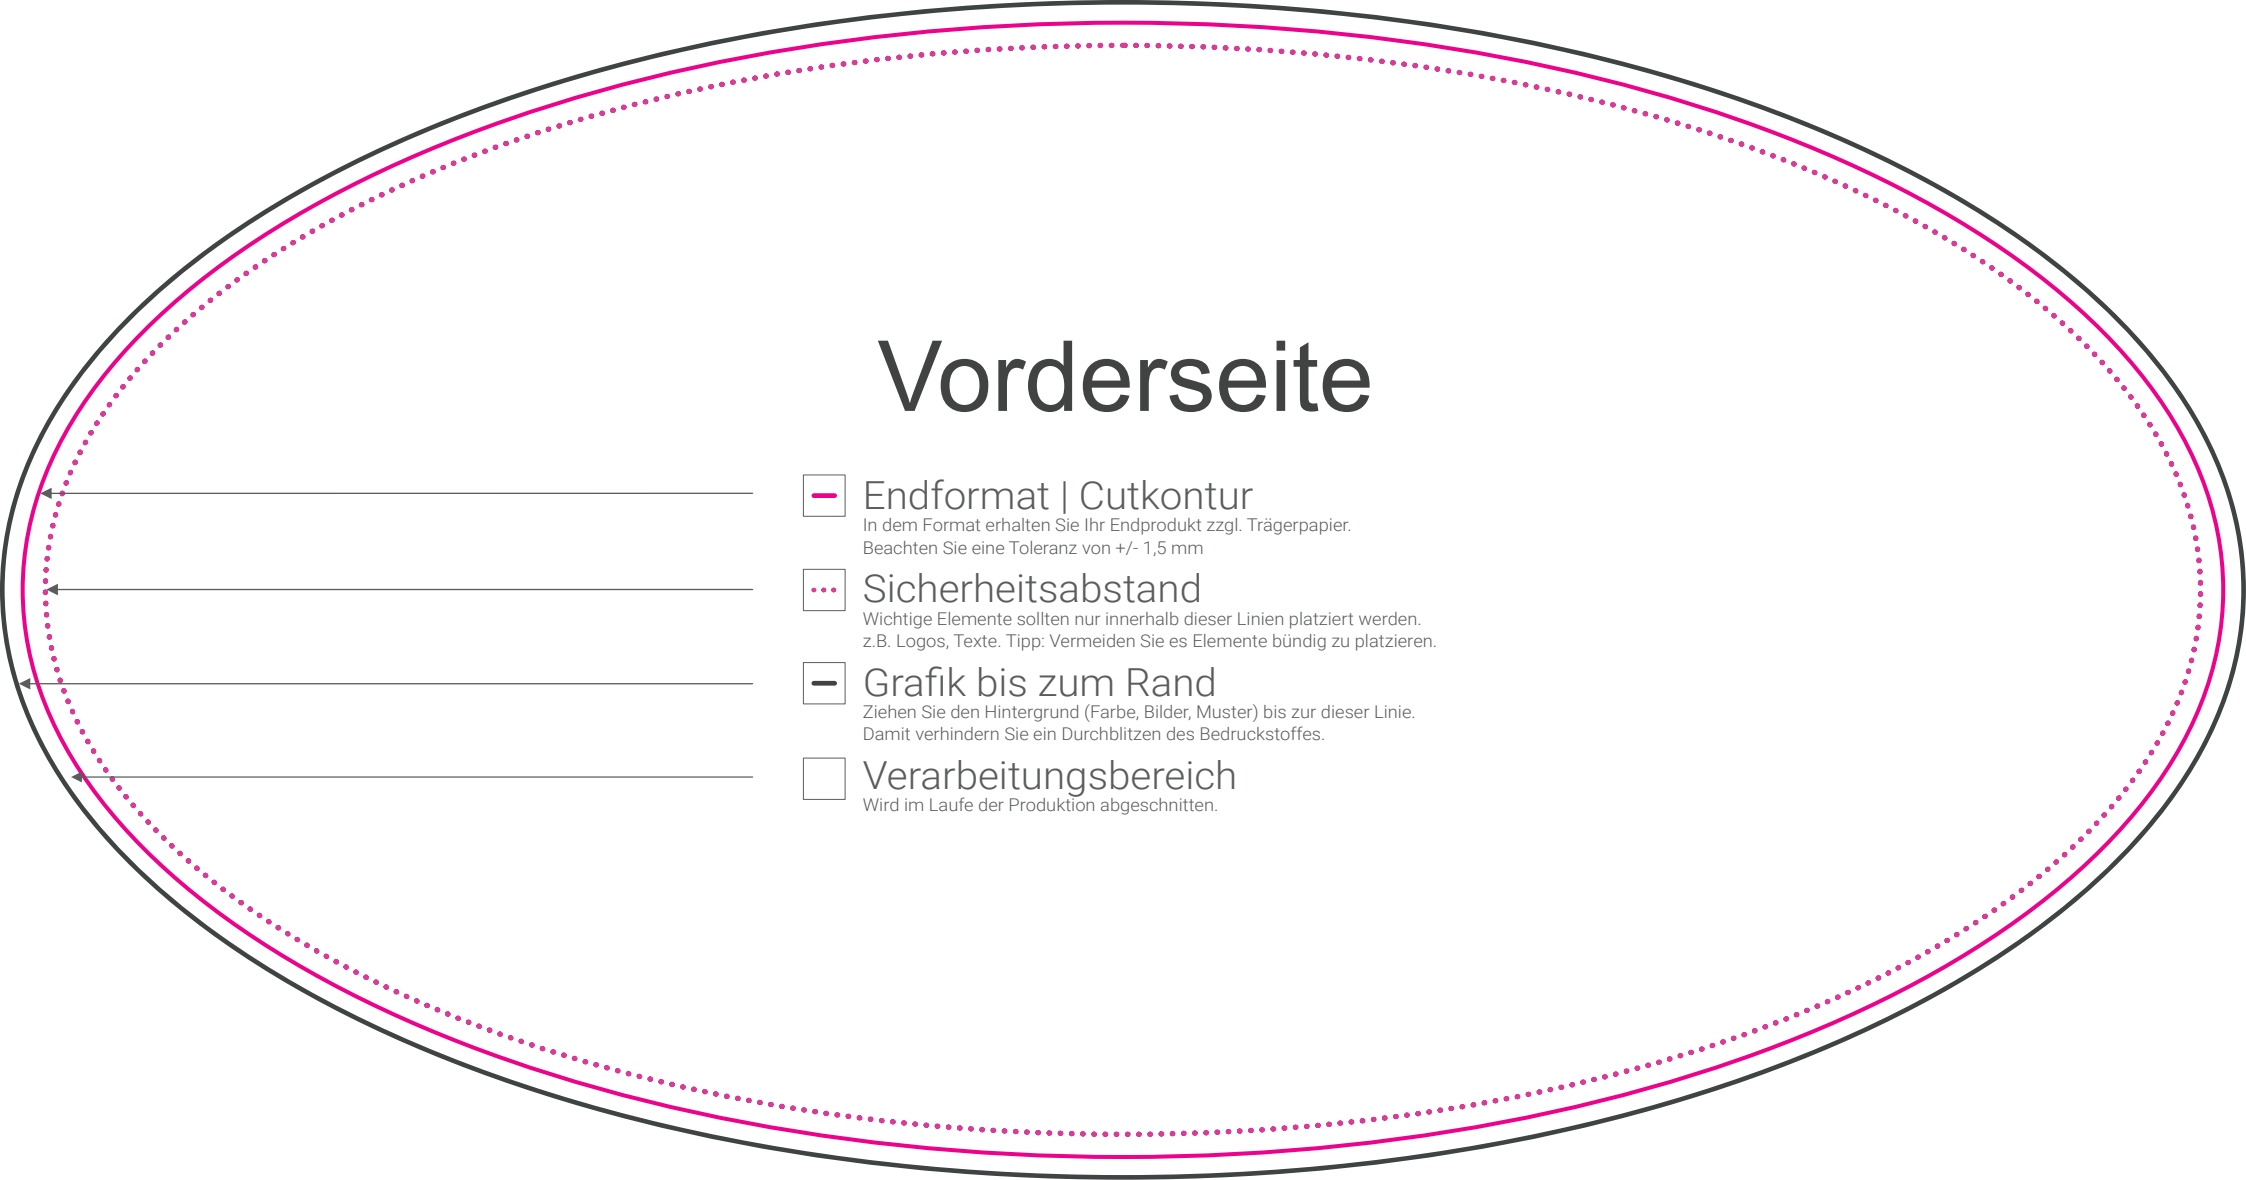 Vorderseite
Endformat | Cutkontur
In dem Format erhalten Sie Ihr Endprodukt zzgl. Trägerpapier.
Beachten Sie eine Toleranz von +/- 1,5 mm
Sicherheitsabstand
Wichtige Elemente sollten nur innerhalb dieser Linien platziert werden.
z.B. Logos, Texte. Tipp: Vermeiden Sie es Elemente bündig zu platzieren.
Grafik bis zum Rand
Ziehen Sie den Hintergrund (Farbe, Bilder, Muster) bis zur dieser Linie.
Damit verhindern Sie ein Durchblitzen des Bedruckstoffes.
Verarbeitungsbereich
Wird im Laufe der Produktion abgeschnitten.